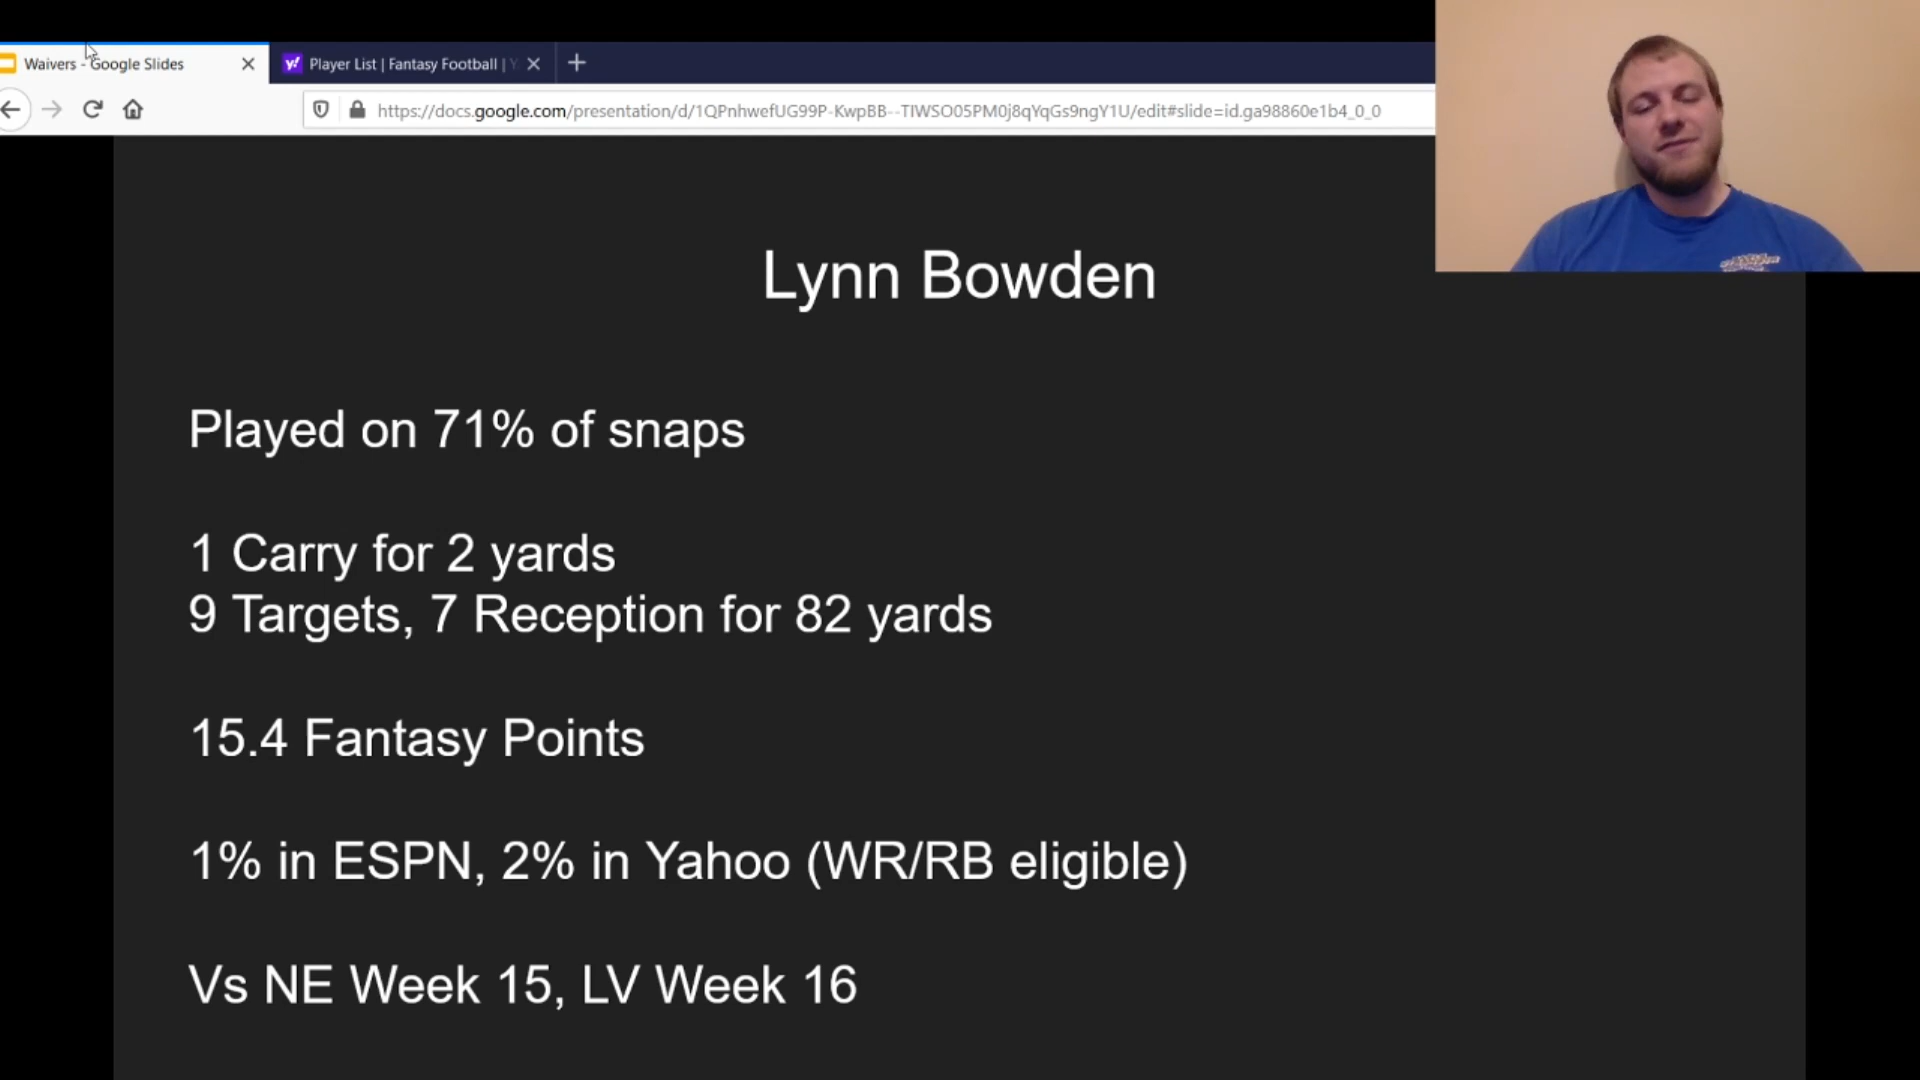 Waivers - Google Slides
Player List | Fantasy Football |
https://docs.google.com/presentation/d/1QPnhwefUG99P-KwpBB--TIWSO05PM0j8qYqGs9ngY1U/edit#slide=id.ga98860e1b4_0_0
Lynn Bowden
Played on 71% of snaps
1 Carry for 2 yards
9 Targets, 7 Reception for 82 yards
15.4 Fantasy Points
1% in ESPN, 2% in Yahoo (WR/RB eligible)
Vs NE Week 15, LV Week 16